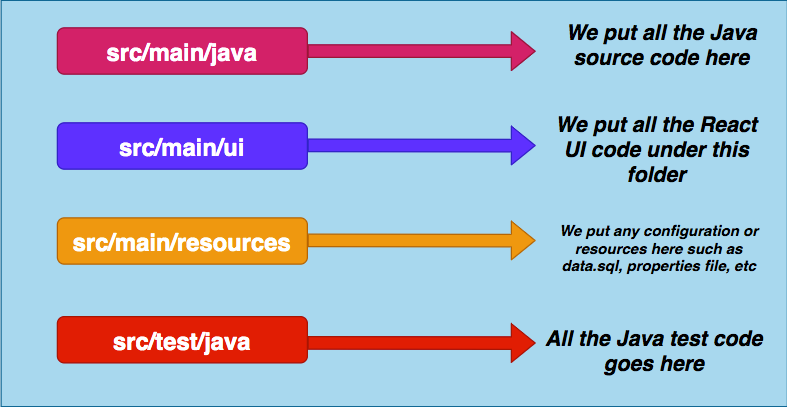 src/main/java
We put all the Java
source code here
src/main/ui
We put all the React
UI code under this
folder
src/main/resources
We put any configuration or
resources here such as
data.sql, properties file, etc
src/test/java
All the Java test code
goes here